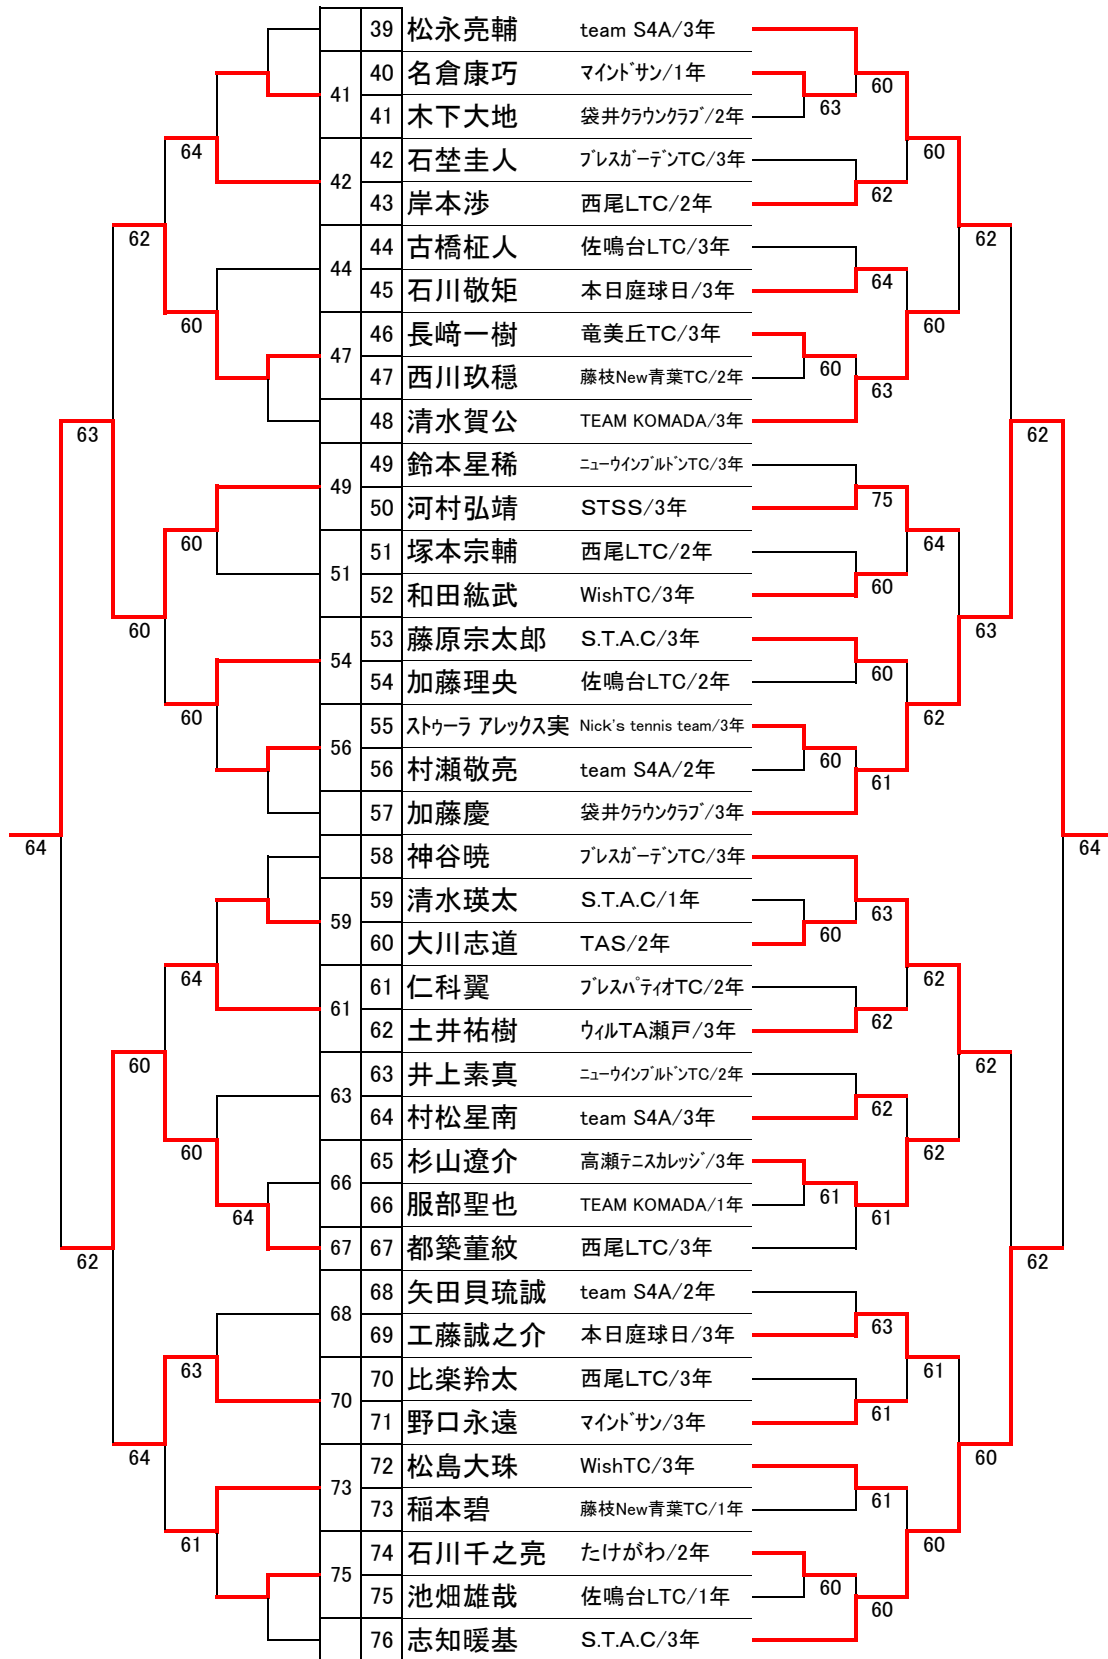 39 松永亮輔 team S4A/3年
40 名倉康巧 マインドサン/1年
60
41
63
41 木下大地 袋井クラウンクラブ/2年
64
42 石埜圭人 ブレスガーデンTC/3年
60
42
62
43 岸本渉 西尾LTC/2年
62
62
44 古橋柾人 佐鳴台LTC/3年
44
64
45 石川敬矩 本日庭球日/3年
60
60
46 長﨑一樹 竜美丘TC/3年
47
60
47 西川玖穏 藤枝New青葉TC/2年
63
48 清水賀公 TEAM KOMADA/3年
63
62
49 鈴本星稀 ニューウインブルドンTC/3年
49
75
50 河村弘靖 STSS/3年
60
64
51 塚本宗輔 西尾LTC/2年
51
60
52 和田紘武 WishTC/3年
60
63
53 藤原宗太郎 S.T.A.C/3年
54
60
54 加藤理央 佐鳴台LTC/2年
60
62
55 ストゥーラ アレックス実 Nick's tennis team/3年
56
60
56 村瀬敬亮 team S4A/2年
61
57 加藤慶 袋井クラウンクラブ/3年
64
64
58 神谷暁 ブレスガーデンTC/3年
59 清水瑛太 S.T.A.C/1年
63
59
60
60 大川志道 TAS/2年
64
62
61 仁科翼 ブレスパティオTC/2年
61
62
62 土井祐樹 ウィルTA瀬戸/3年
60
62
63 井上素真 ニューウインブルドンTC/2年
63
62
64 村松星南 team S4A/3年
60
62
65 杉山遼介 高瀬テニスカレッジ/3年
66
61
66 服部聖也 TEAM KOMADA/1年
64
61
67
67 都築董紋 西尾LTC/3年
62
62
68 矢田貝琉誠 team S4A/2年
68
63
69 工藤誠之介 本日庭球日/3年
63
61
70 比楽羚太 西尾LTC/3年
70
61
71 野口永遠 マインドサン/3年
64
60
72 松島大珠 WishTC/3年
73
61
73 稲本碧 藤枝New青葉TC/1年
61
60
74 石川千之亮 たけがわ/2年
75
60
75 池畑雄哉 佐鳴台LTC/1年
60
76 志知暖基 S.T.A.C/3年